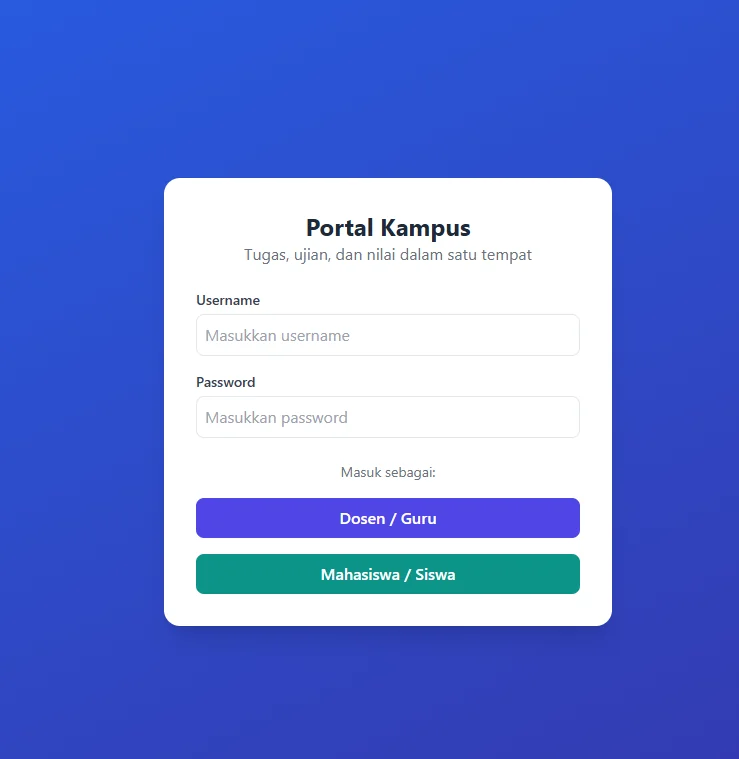 Portal Kampus
Tugas, ujian, dan nilai dalam satu tempat
Username
Masukkan username
Password
Masukkan password
Masuk sebagai:
Dosen / Guru
Mahasiswa / Siswa